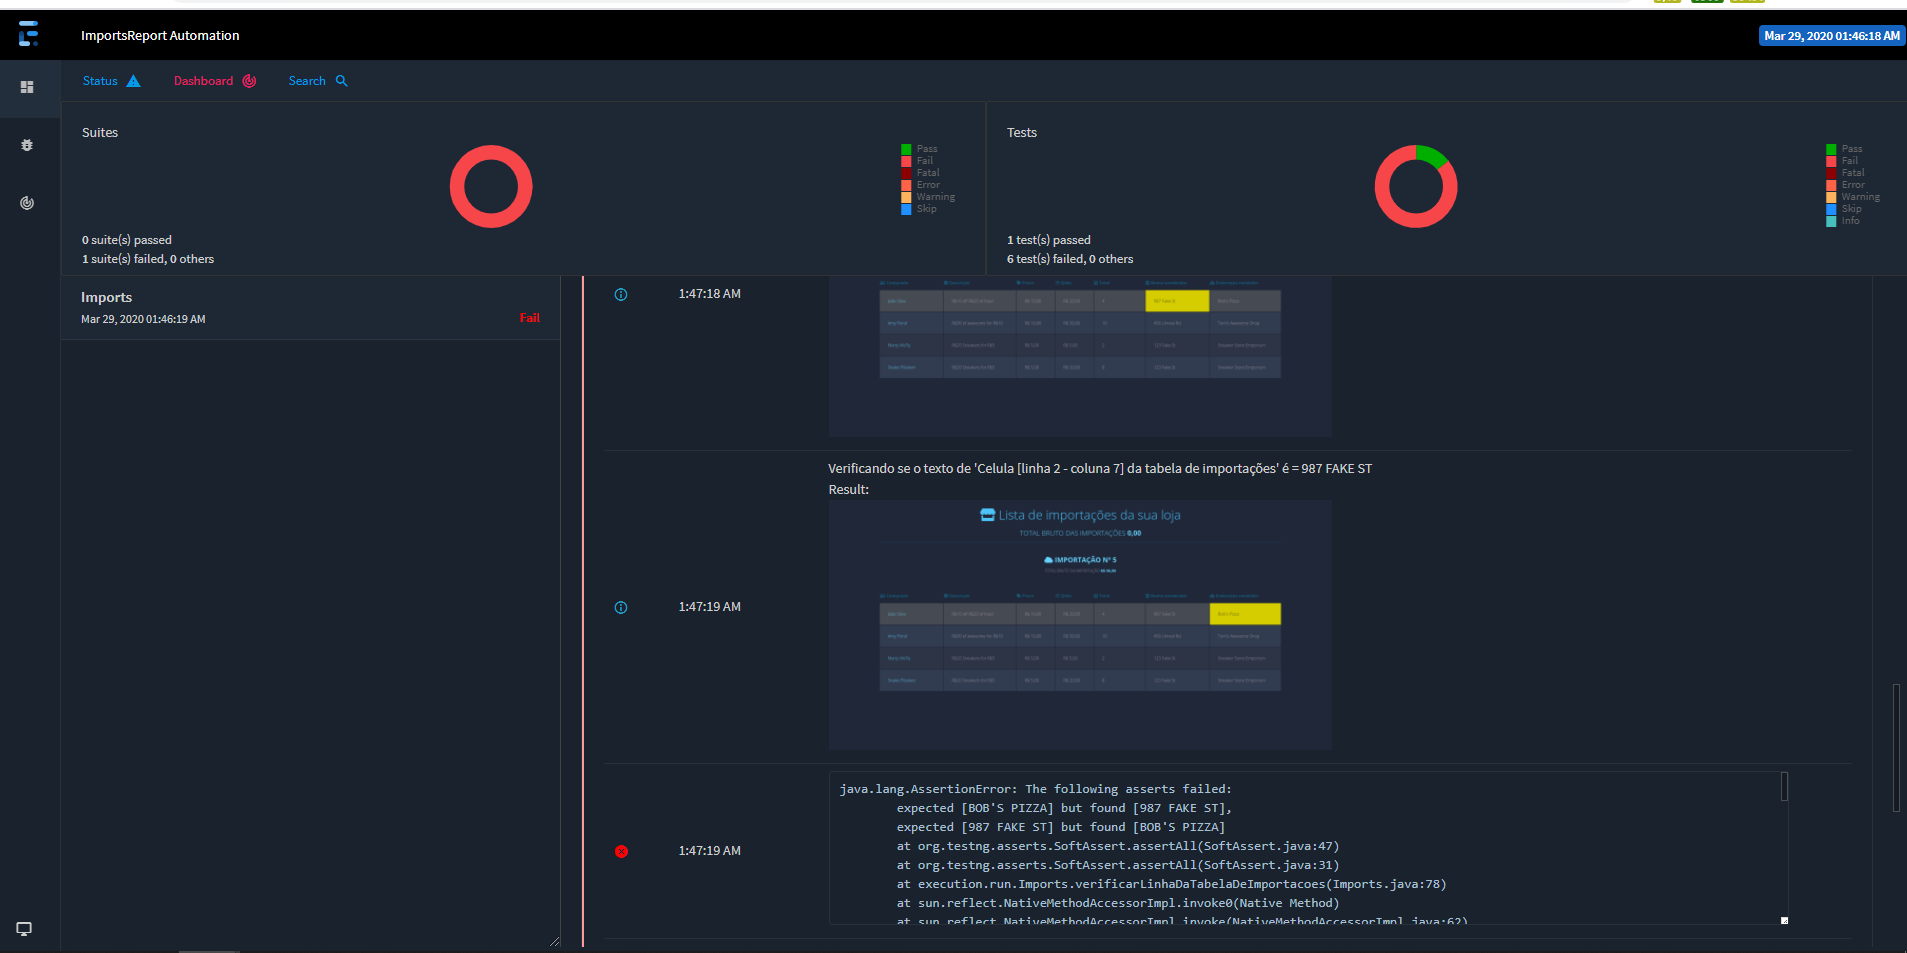 ImportsReport Automation
Mar 29, 2020 01:46:18 AM
Status
Dashboard
Search
Suites
Pass
Fail
Fatal
Error
Warning
Skip
0 suite(s) passed
1 suite(s) failed, 0 others
Tests
Pass
Fail
Fatal
Error
Warning
Skip
Info
1 test(s) passed
6 test(s) failed, 0 others
Imports
Mar 29, 2020 01:46:19 AM
Fail
1:47:18 AM
Verificando se o texto de 'Celula [linha 2 - coluna 7] da tabela de importações' é = 987 FAKE ST
Result:
Lista de importações da sua loja
TOTAL BRUTO DAS IMPORTAÇÕES 0,00
IMPORTAÇÃO Nº 5
1:47:19 AM
java.lang.AssertionError: The following asserts failed:
expected [BOB'S PIZZA] but found [987 FAKE ST],
expected [987 FAKE ST] but found [BOB'S PIZZA]
at org.testng.asserts.SoftAssert.assertAll(SoftAssert.java:47)
at org.testng.asserts.SoftAssert.assertAll(SoftAssert.java:31)
at execution.run.Imports.verificarLinhaDaTabelaDeImportacoes(Imports.java:78)
at sun.reflect.NativeMethodAccessorImpl.invoke0(Native Method)
at sun.reflect.NativeMethodAccessorImpl.invoke(NativeMethodAccessorImpl.java:62)
1:47:19 AM